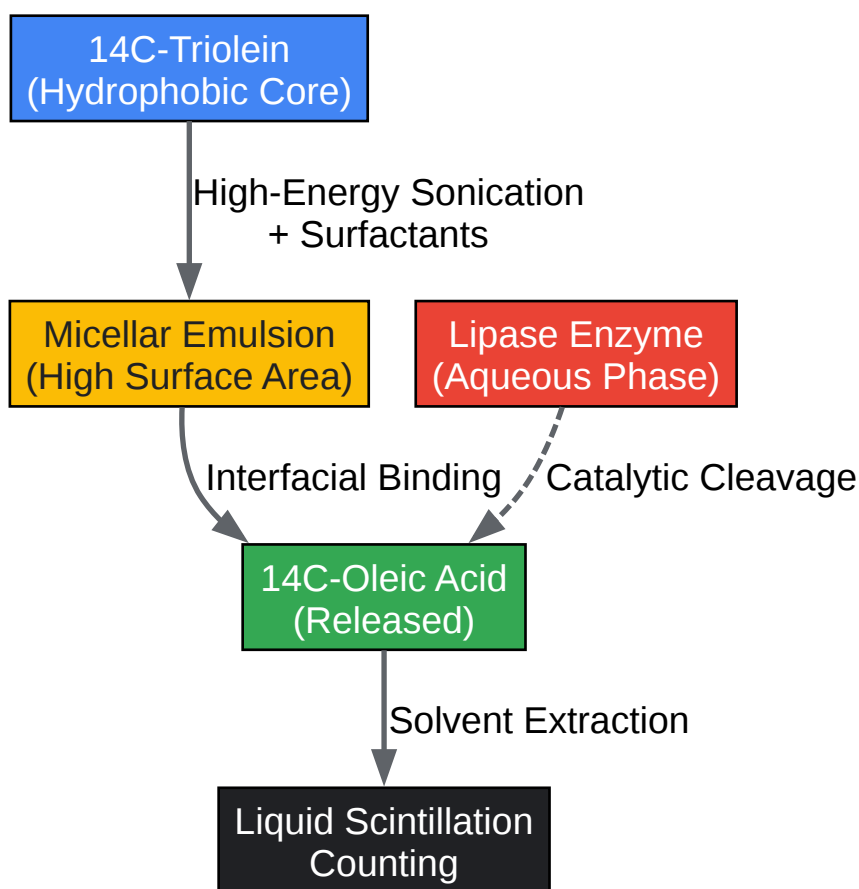 14C-Triolein
(Hydrophobic Core)
High-Energy Sonication
+ Surfactants
Micellar Emulsion
(High Surface Area)
Lipase Enzyme
(Aqueous Phase)
Interfacial Binding
Catalytic Cleavage
14C-Oleic Acid
(Released)
Solvent Extraction
Liquid Scintillation
Counting